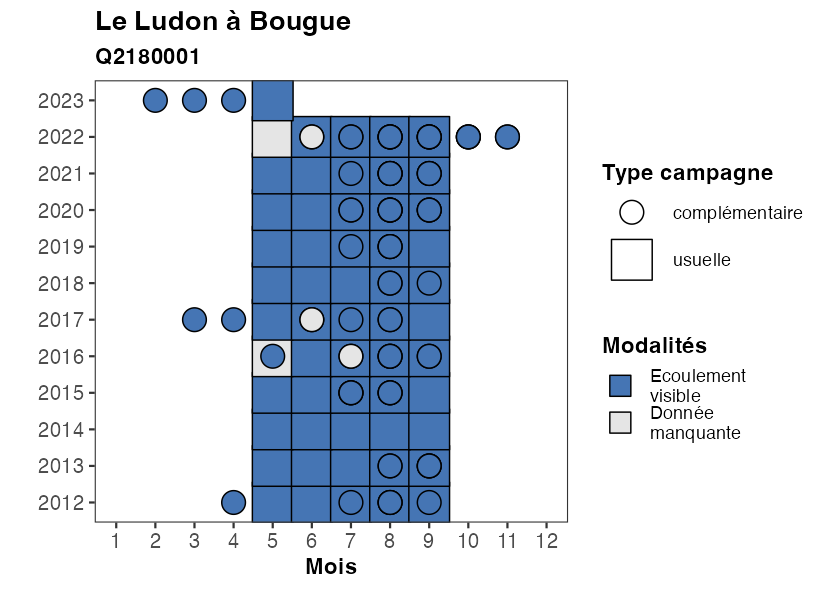 Le Ludon à Bougue
Q2180001
2023
2022
2021
2020
2019
2018
2017
2016
2015
2014
2013
2012
1 2 3 4 5 6 7 8 9 10 11 12
Mois
Type campagne
complémentaire
usuelle
Modalités
Ecoulement
visible
Donnée
manquante